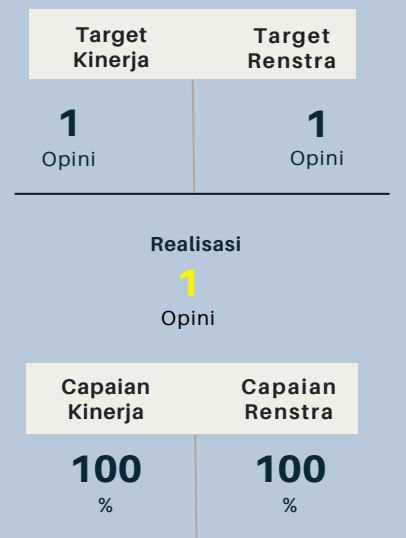 Target Target
Kinerja Renstra
1 1
Opini Opini
Realisasi
1
Opini
Capaian Capaian
Kinerja Renstra
100 100
% %